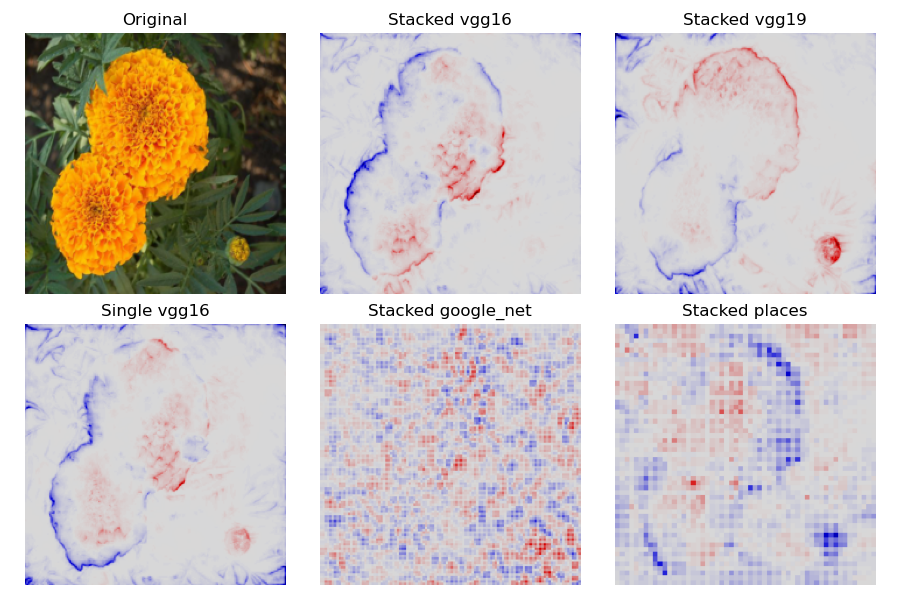 Original
Stacked vgg16
Stacked vgg19
Single vgg16
Stacked google_net
Stacked places